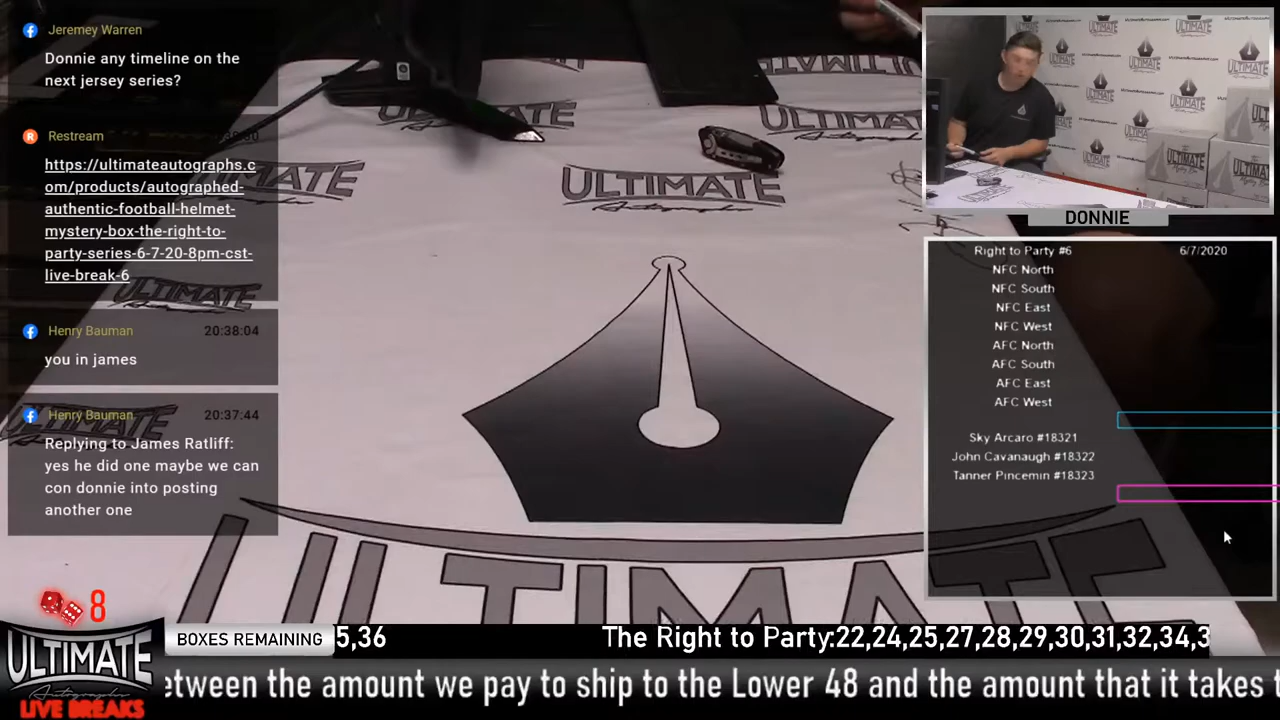 Jeremey Warren
Donnie any timeline on the
next jersey series?
Restream
https://ultimateautographs.c
om/products/autographed-
authentic-football-helmet-
mystery-box-the-right-to-
party-series-6-7-20-8pm-cst-
live-break-6
Henry Bauman 20:38:04
you in james
Henry Bauman 20:37:44
Replying to James Ratliff:
yes he did one maybe we can
con donnie into posting
another one
ULTIMATE
Autographs
ULTIMATE
Autographs
ULTIMATE
Autographs
ULTIMATE
DONNIE
Right to Party #6 6/7/2020
NFC North
NFC South
NFC East
NFC West
AFC North
AFC South
AFC East
AFC West
Sky Arcaro #18321
John Cavanaugh #18322
Tanner Pincemin #18323
8
ULTIMATE
Autographs
LIVE BREAKS
BOXES REMAINING 5,36 The Right to Party:22,24,25,27,28,29,30,31,32,34,3
etween the amount we pay to ship to the Lower 48 and the amount that it takes t